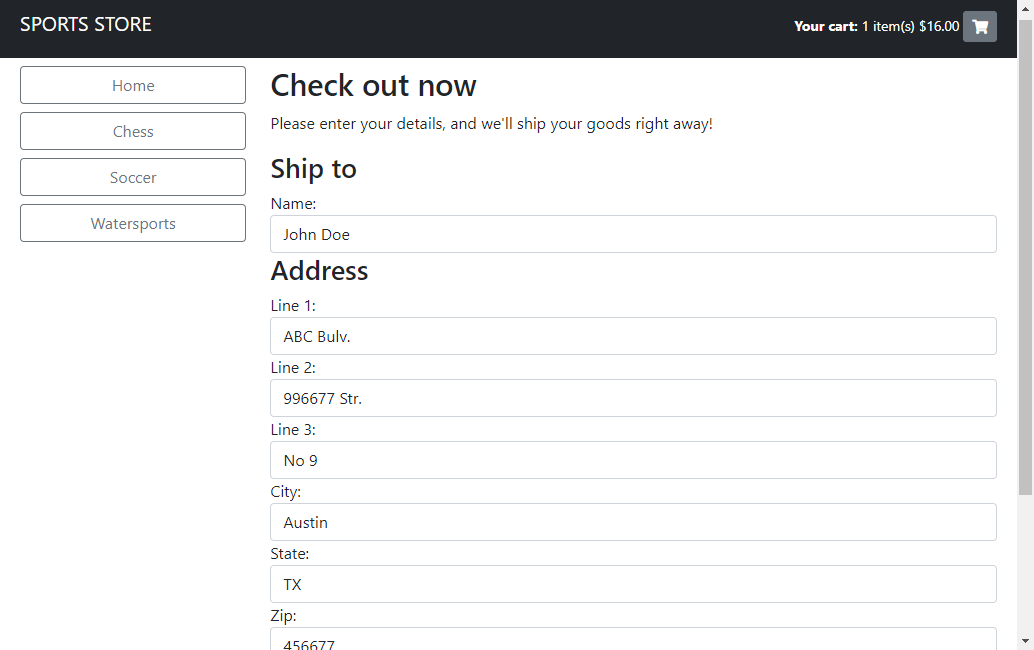 SPORTS STORE
Your cart: 1 item(s) $16.00
Home
Chess
Soccer
Watersports
Check out now
Please enter your details, and we'll ship your goods right away!
Ship to
Name:
John Doe
Address
Line 1:
ABC Bulv.
Line 2:
996677 Str.
Line 3:
No 9
City:
Austin
State:
TX
Zip:
456677